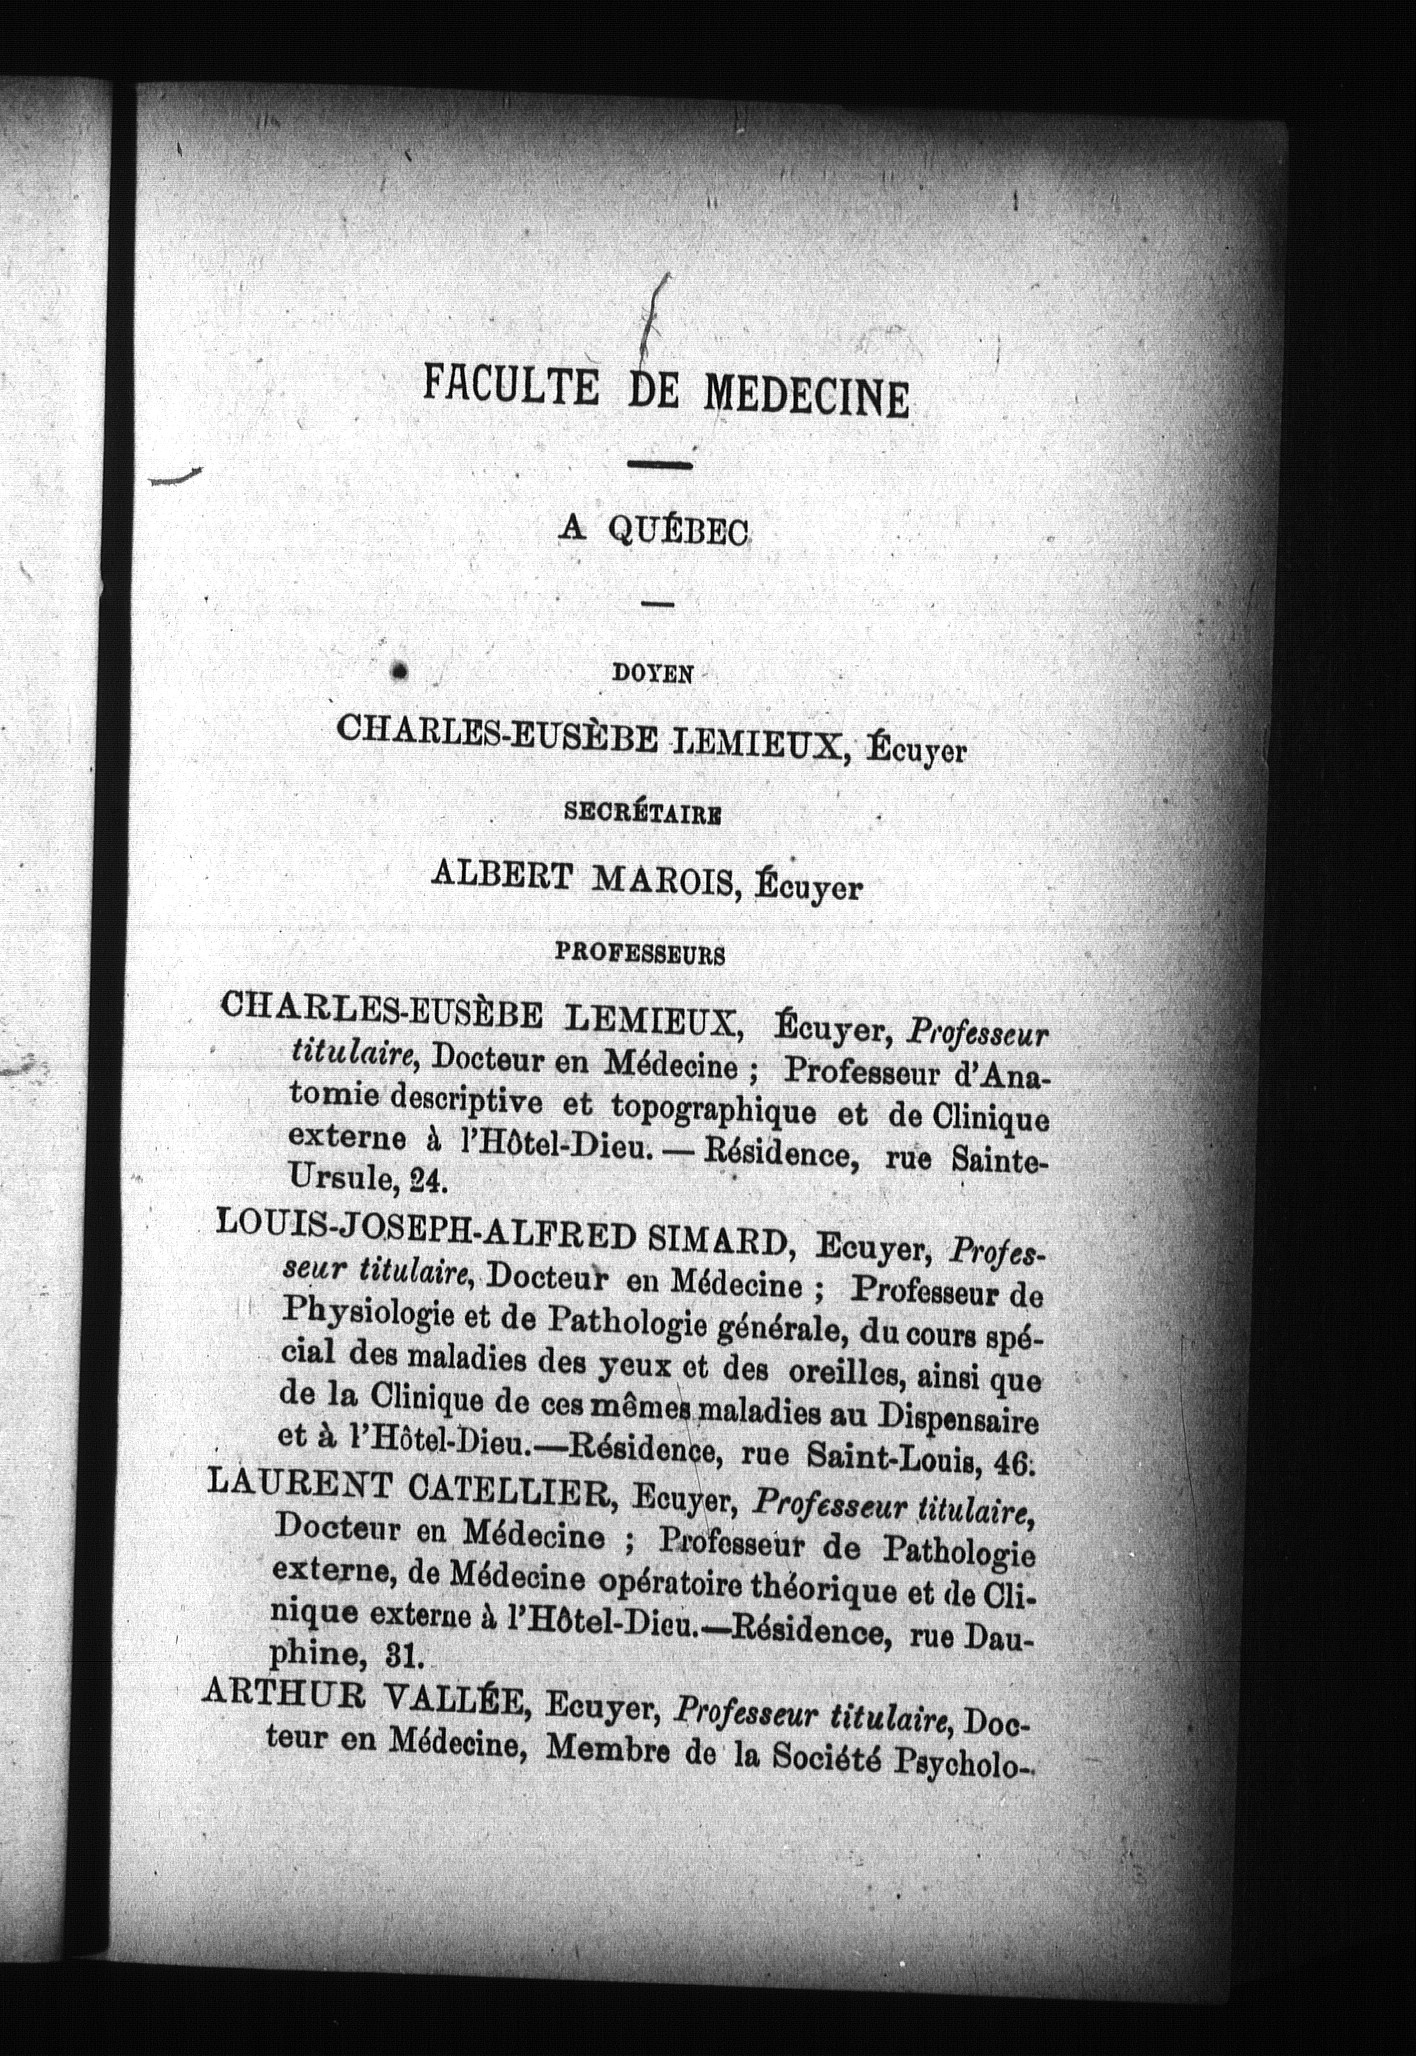 FACULTE DE MEDECINE
A QUÉBEC
DOYEN
CHARLES-EUSÈBE LEMIEUX, Écuyer
SECRÉTAIRE
ALBERT MAROIS, Écuyer
PROFESSEURS
CHARLES-EUSÈBE LEMIEUX, Écuyer, Professeur
titulaire, Docteur en Médecine ; Professeur d'Ana-
tomie descriptive et topographique et de Clinique
externe à l'Hôtel-Dieu. — Résidence, rue Sainte-
Ursule, 24.
LOUIS-JOSEPH-ALFRED SIMARD, Ecuyer, Profes-
seur titulaire, Docteur en Médecine ; Professeur de
Physiologie et de Pathologie générale, du cours spé-
cial des maladies des yeux et des oreilles, ainsi que
de la Clinique de ces mêmes maladies au Dispensaire
et à l'Hôtel-Dieu.—Résidence, rue Saint-Louis, 46.
LAURENT CATELLIER, Ecuyer, Professeur titulaire,
Docteur en Médecine ; Professeur de Pathologie
externe, de Médecine opératoire théorique et de Cli-
nique externe à l'Hôtel-Dieu.—Résidence, rue Dau-
phine, 31.
ARTHUR VALLÉE, Ecuyer, Professeur titulaire, Doc-
teur en Médecine, Membre de la Société Psycholo-